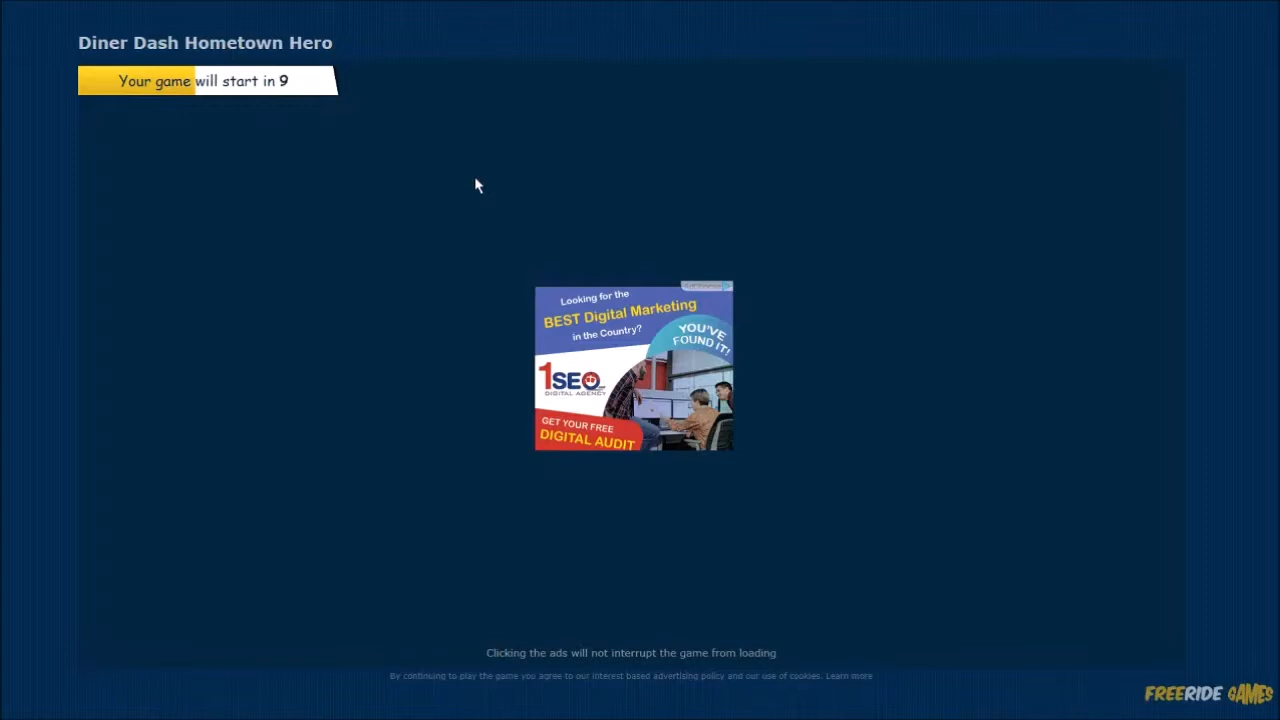 Diner Dash Hometown Hero
Your game will start in 9
Looking for the
BEST Digital Marketing
in the Country?
YOU'VE
FOUND IT!
1SEO
DIGITAL AGENCY
GET YOUR FREE
DIGITAL AUDIT
Clicking the ads will not interrupt the game from loading
By continuing to play the game you agree to our interest based advertising policy and our use of cookies. Learn more
FREERIDE GAMES